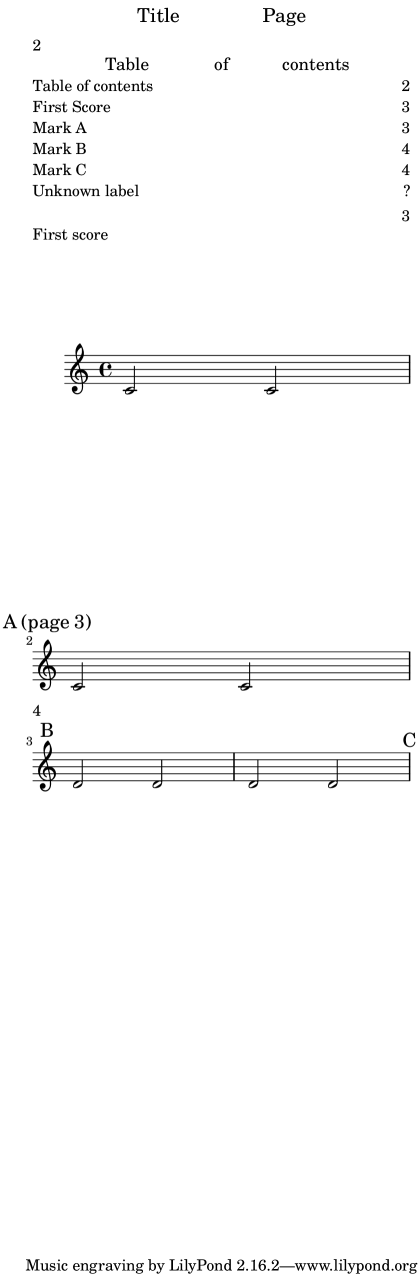 Title Page
2
Table of contents
Table of contents 2
First Score 3
Mark A 3
Mark B 4
Mark C 4
Unknown label ?
3
First score
A (page 3)
2
4
B
3
C
Music engraving by LilyPond 2.16.2—www.lilypond.org